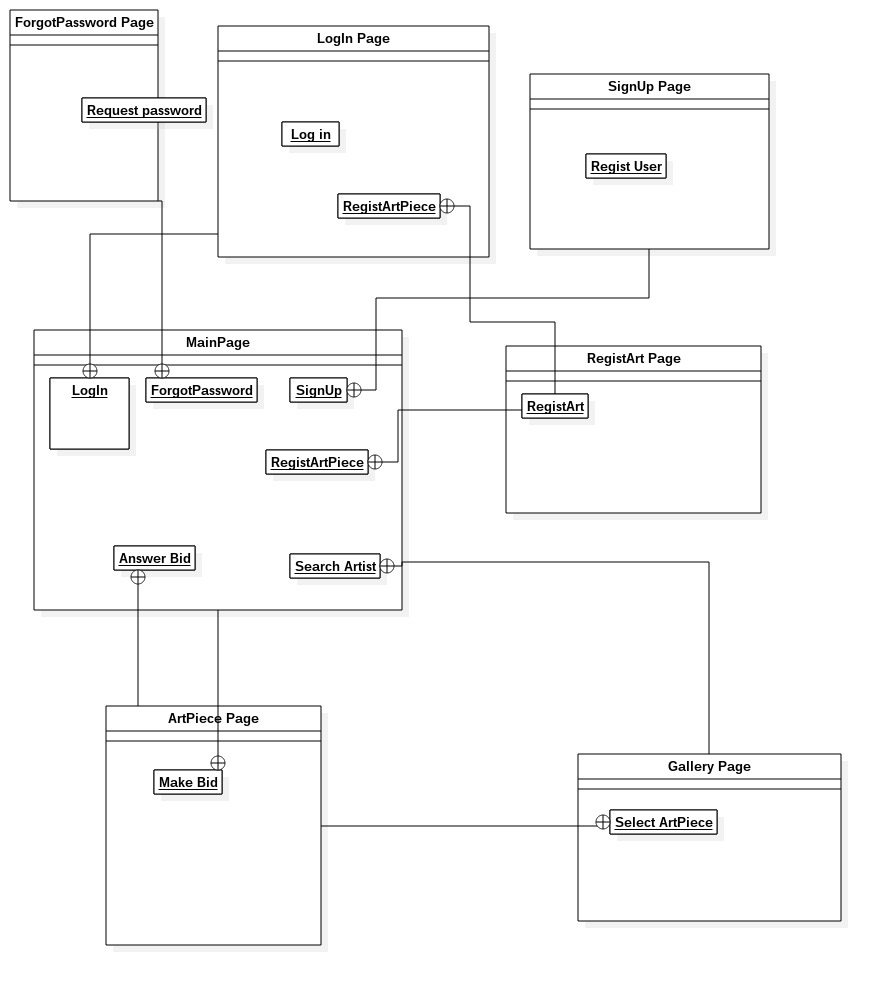 ForgotPassword Page
Request password
LogIn Page
Log in
RegistArtPiece
SignUp Page
Regist User
MainPage
LogIn
ForgotPassword
SignUp
RegistArtPiece
Answer Bid
Search Artist
RegistArt Page
RegistArt
ArtPiece Page
Make Bid
Gallery Page
Select ArtPiece